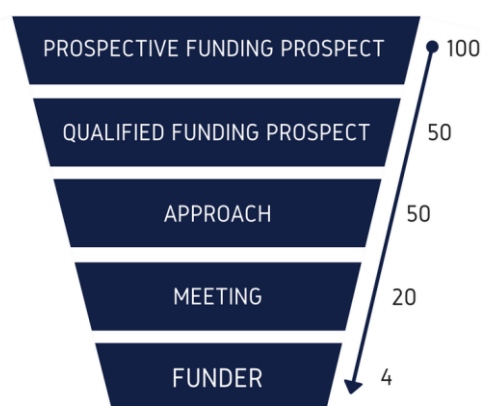 PROSPECTIVE FUNDING PROSPECT 100
QUALIFIED FUNDING PROSPECT 50
APPROACH 50
MEETING 20
FUNDER 4